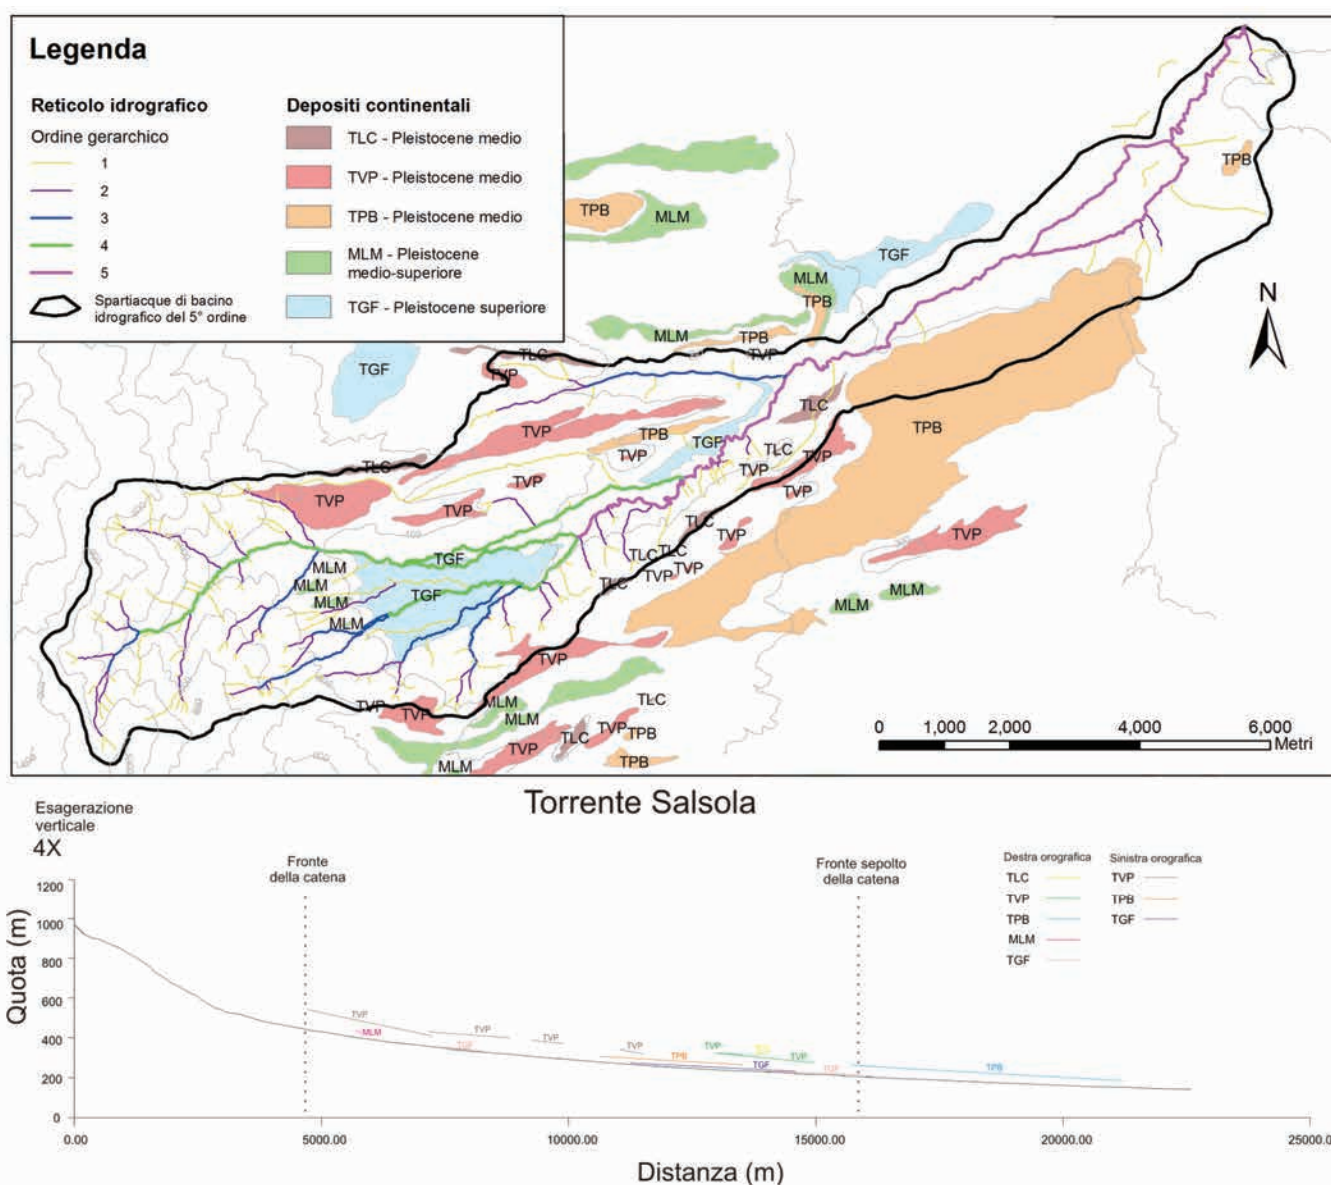 Legenda
Reticolo idrografico
Ordine gerarchico
1
2
3
4
5
Spartiacque di bacino
idrografico del 5° ordine
Depositi continentali
TLC - Pleistocene medio
TVP - Pleistocene medio
TPB - Pleistocene medio
MLM - Pleistocene
medio-superiore
TGF - Pleistocene superiore
TPB
MLM
TPB
TGF
MLM
TPB
MLM
TPB
TVP
TLC
TVP
TGF
TLC
TPB
TVP
TPB
TGF
TLC
TVP
TVP
TLC
TVP
TVP
TVP
TVP
TVP
TLC
TVP
TVP
TGF
MLM
MLM
MLM
MLM
TGF
TLC
TLC
TVP
TLC
MLM
MLM
TVP
TVP
TVP
MLM
MLM
TLC
TVP
TPB
TLC
TVP
TPB
MLM
N
0 1,000 2,000 4,000 6,000
Metri
Torrente Salsola
Esagerazione
verticale
4X
Fronte
della catena
Fronte sepolto
della catena
Destra orografica
TLC
TVP
TPB
MLM
TGF
Sinistra orografica
TVP
TPB
TGF
Quota (m)
1200
1000
800
600
400
200
0
TVP
MLM
TVP
TGF
TVP
TVP
TPB
TVP
TVP
TGF
TGF
TPB
0.00 5000.00 10000.00 15000.00 20000.00 25000.00
Distanza (m)